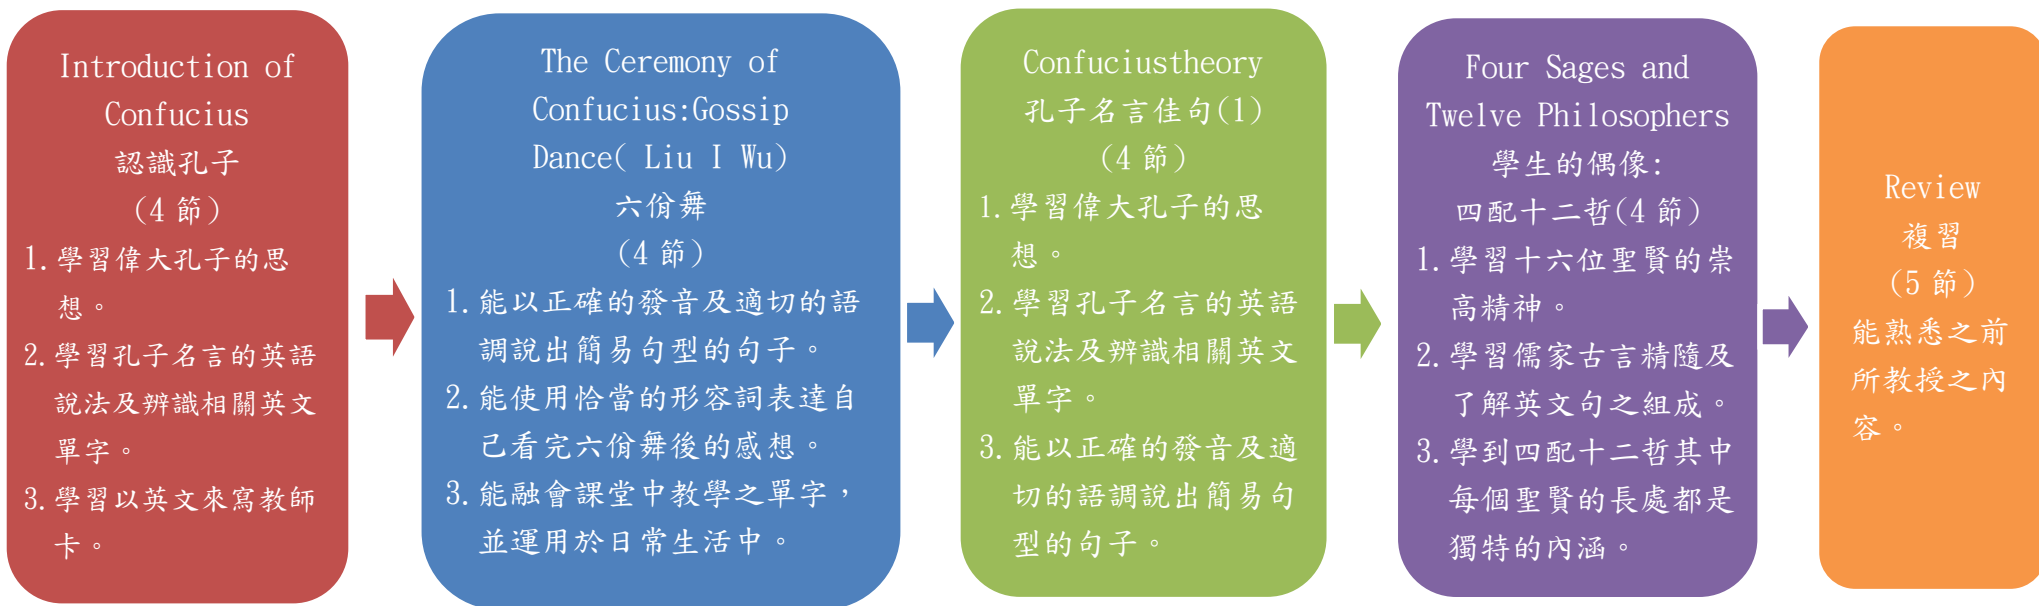 Introduction of
Confucius
認識孔子
(4 節)
1.學習偉大孔子的思
想。
2.學習孔子名言的英語
說法及辨識相關英文
單字。
3.學習以英文來寫教師
卡。
The Ceremony of
Confucius:Gossip
Dance( Liu I Wu)
六佾舞
(4 節)
1.能以正確的發音及適切的語
調說出簡易句型的句子。
2.能使用恰當的形容詞表達自
己看完六佾舞後的感想。
3.能融會課堂中教學之單字，
並運用於日常生活中。
Confuciustheory
孔子名言佳句(1)
(4 節)
1.學習偉大孔子的思
想。
2.學習孔子名言的英語
說法及辨識相關英文
單字。
3.能以正確的發音及適
切的語調說出簡易句
型的句子。
Four Sages and
Twelve Philosophers
學生的偶像:
四配十二哲(4 節)
1.學習十六位聖賢的崇
高精神。
2.學習儒家古言精隨及
了解英文句之組成。
3.學到四配十二哲其中
每個聖賢的長處都是
獨特的內涵。
Review
複習
(5 節)
能熟悉之前
所教授之內
容。